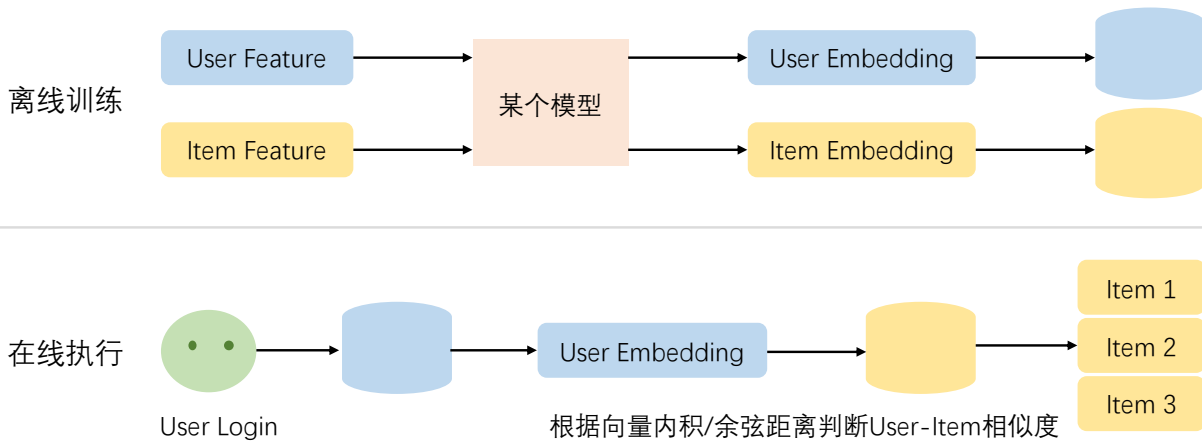 离线训练
User Feature
某个模型
User Embedding
Item Feature
Item Embedding
在线执行
User Login
User Embedding
根据向量内积/余弦距离判断User-Item相似度
Item 1
Item 2
Item 3